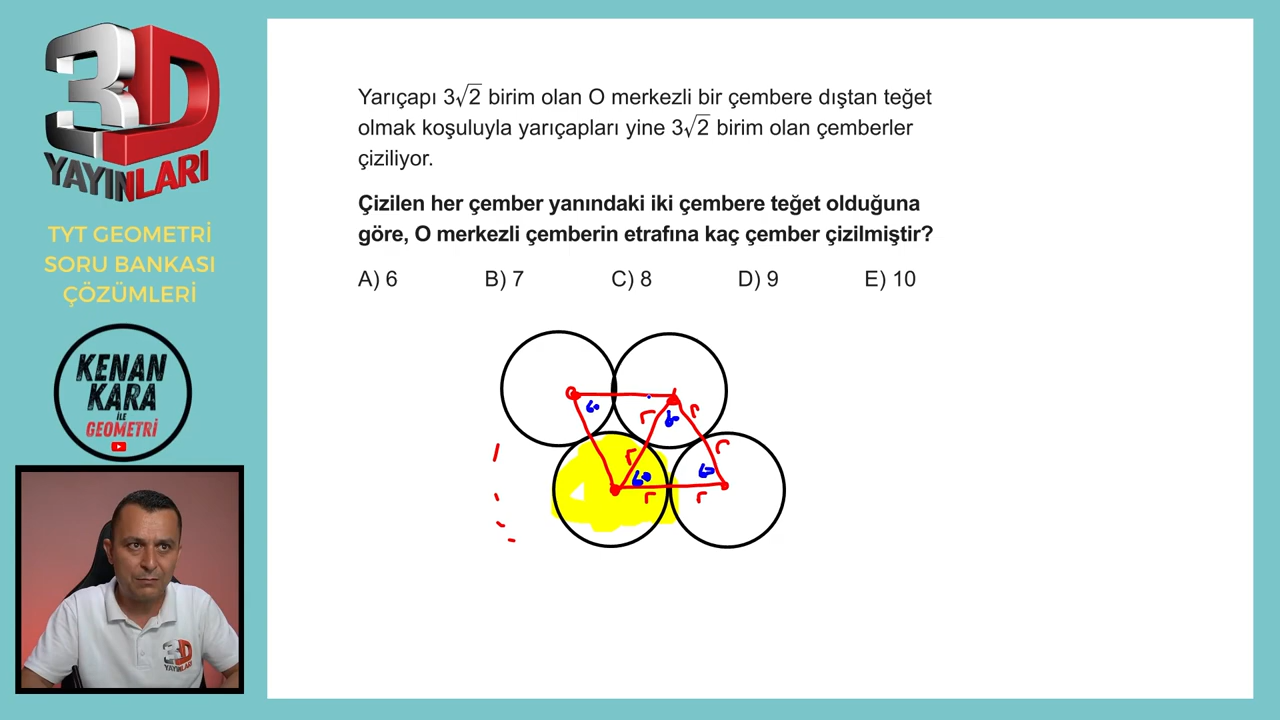 3D
YAYINLARI
TYT GEOMETRİ
SORU BANKASI
ÇÖZÜMLERİ
KENAN
KARA
İLE
GEOMETRİ
3D
YAYINLARI
Yarıçapı 3√2 birim olan O merkezli bir çembere dıştan teğet
olmak koşuluyla yarıçapları yine 3√2 birim olan çemberler
çiziliyor.
Çizilen her çember yanındaki iki çembere teğet olduğuna
göre, O merkezli çemberin etrafına kaç çember çizilmiştir?
A) 6 B) 7 C) 8 D) 9 E) 10
60 r 60 r
r r
60 60
r r